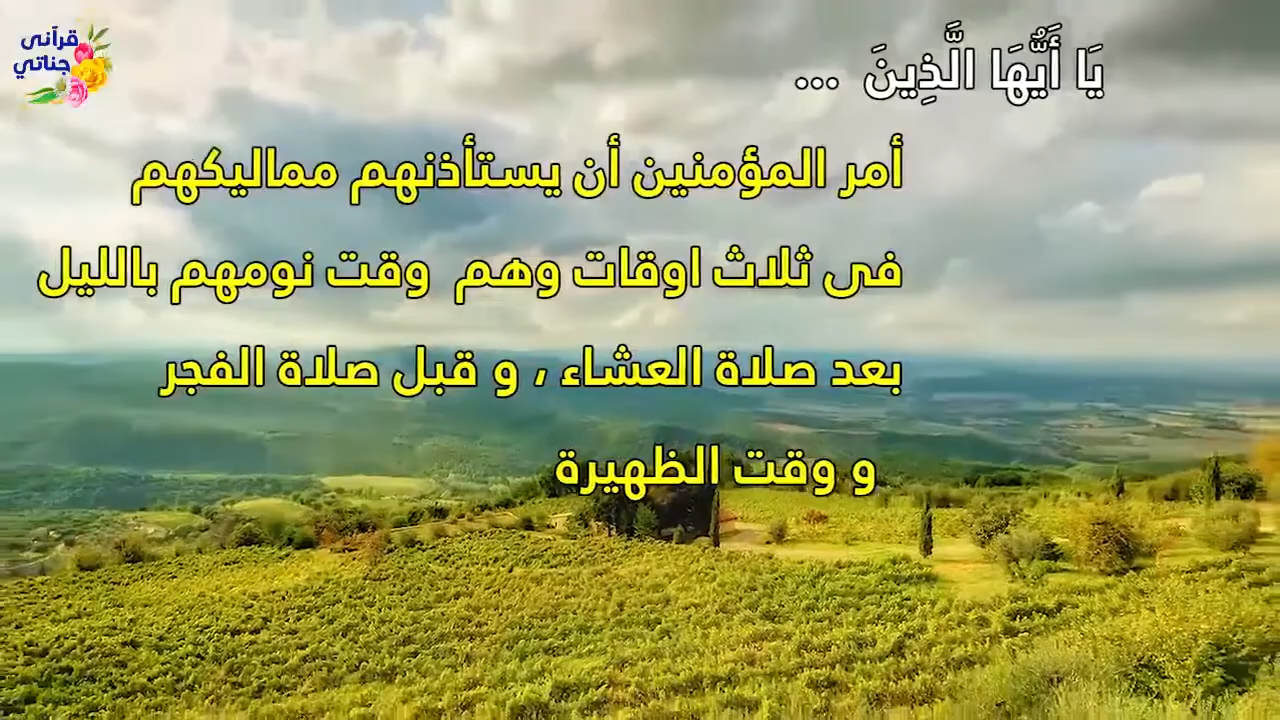 قرآنى
جناتي
يَا أَيُّهَا الَّذِينَ ...
أمر المؤمنين أن يستأذنهم مماليكهم
فى ثلاث اوقات وهم وقت نومهم بالليل
بعد صلاة العشاء ، و قبل صلاة الفجر
و وقت الظهيرة